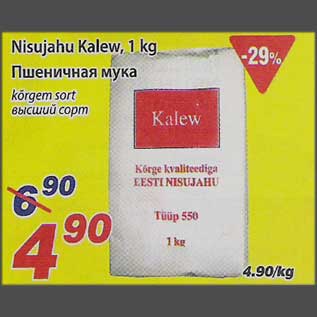 Nisujahu Kalew, 1 kg
Пшеничная мука
kõrgem sort
высший сорт
-29%
Kalew
Kõrge kvaliteediga
EESTI NISUJAHU
Tüüp 550
1 kg
6 90
4 90
4.90/kg